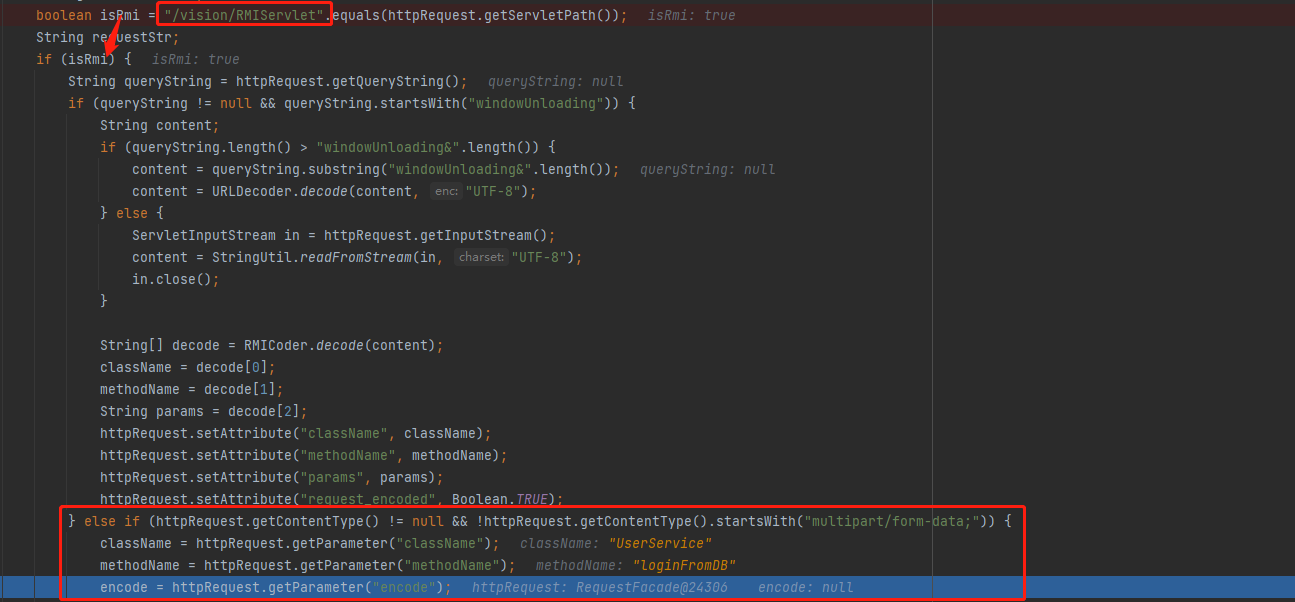 boolean isRmi = "/vision/RMIServlet".equals(httpRequest.getServletPath()); isRmi: true
String requestStr;
if (isRmi) { isRmi: true
String queryString = httpRequest.getQueryString(); queryString: null
if (queryString != null && queryString.startsWith("windowUnloading")) {
String content;
if (queryString.length() > "windowUnloading&".length()) {
content = queryString.substring("windowUnloading&".length()); queryString: null
content = URLDecoder.decode(content, enc: "UTF-8");
} else {
ServletInputStream in = httpRequest.getInputStream();
content = StringUtil.readFromStream(in, charset: "UTF-8");
in.close();
}
String[] decode = RMICoder.decode(content);
className = decode[0];
methodName = decode[1];
String params = decode[2];
httpRequest.setAttribute("className", className);
httpRequest.setAttribute("methodName", methodName);
httpRequest.setAttribute("params", params);
httpRequest.setAttribute("request_encoded", Boolean.TRUE);
} else if (httpRequest.getContentType() != null && !httpRequest.getContentType().startsWith("multipart/form-data;")) {
className = httpRequest.getParameter("className"); className: "UserService"
methodName = httpRequest.getParameter("methodName"); methodName: "loginFromDB"
encode = httpRequest.getParameter("encode"); httpRequest: RequestFacade@24306 encode: null